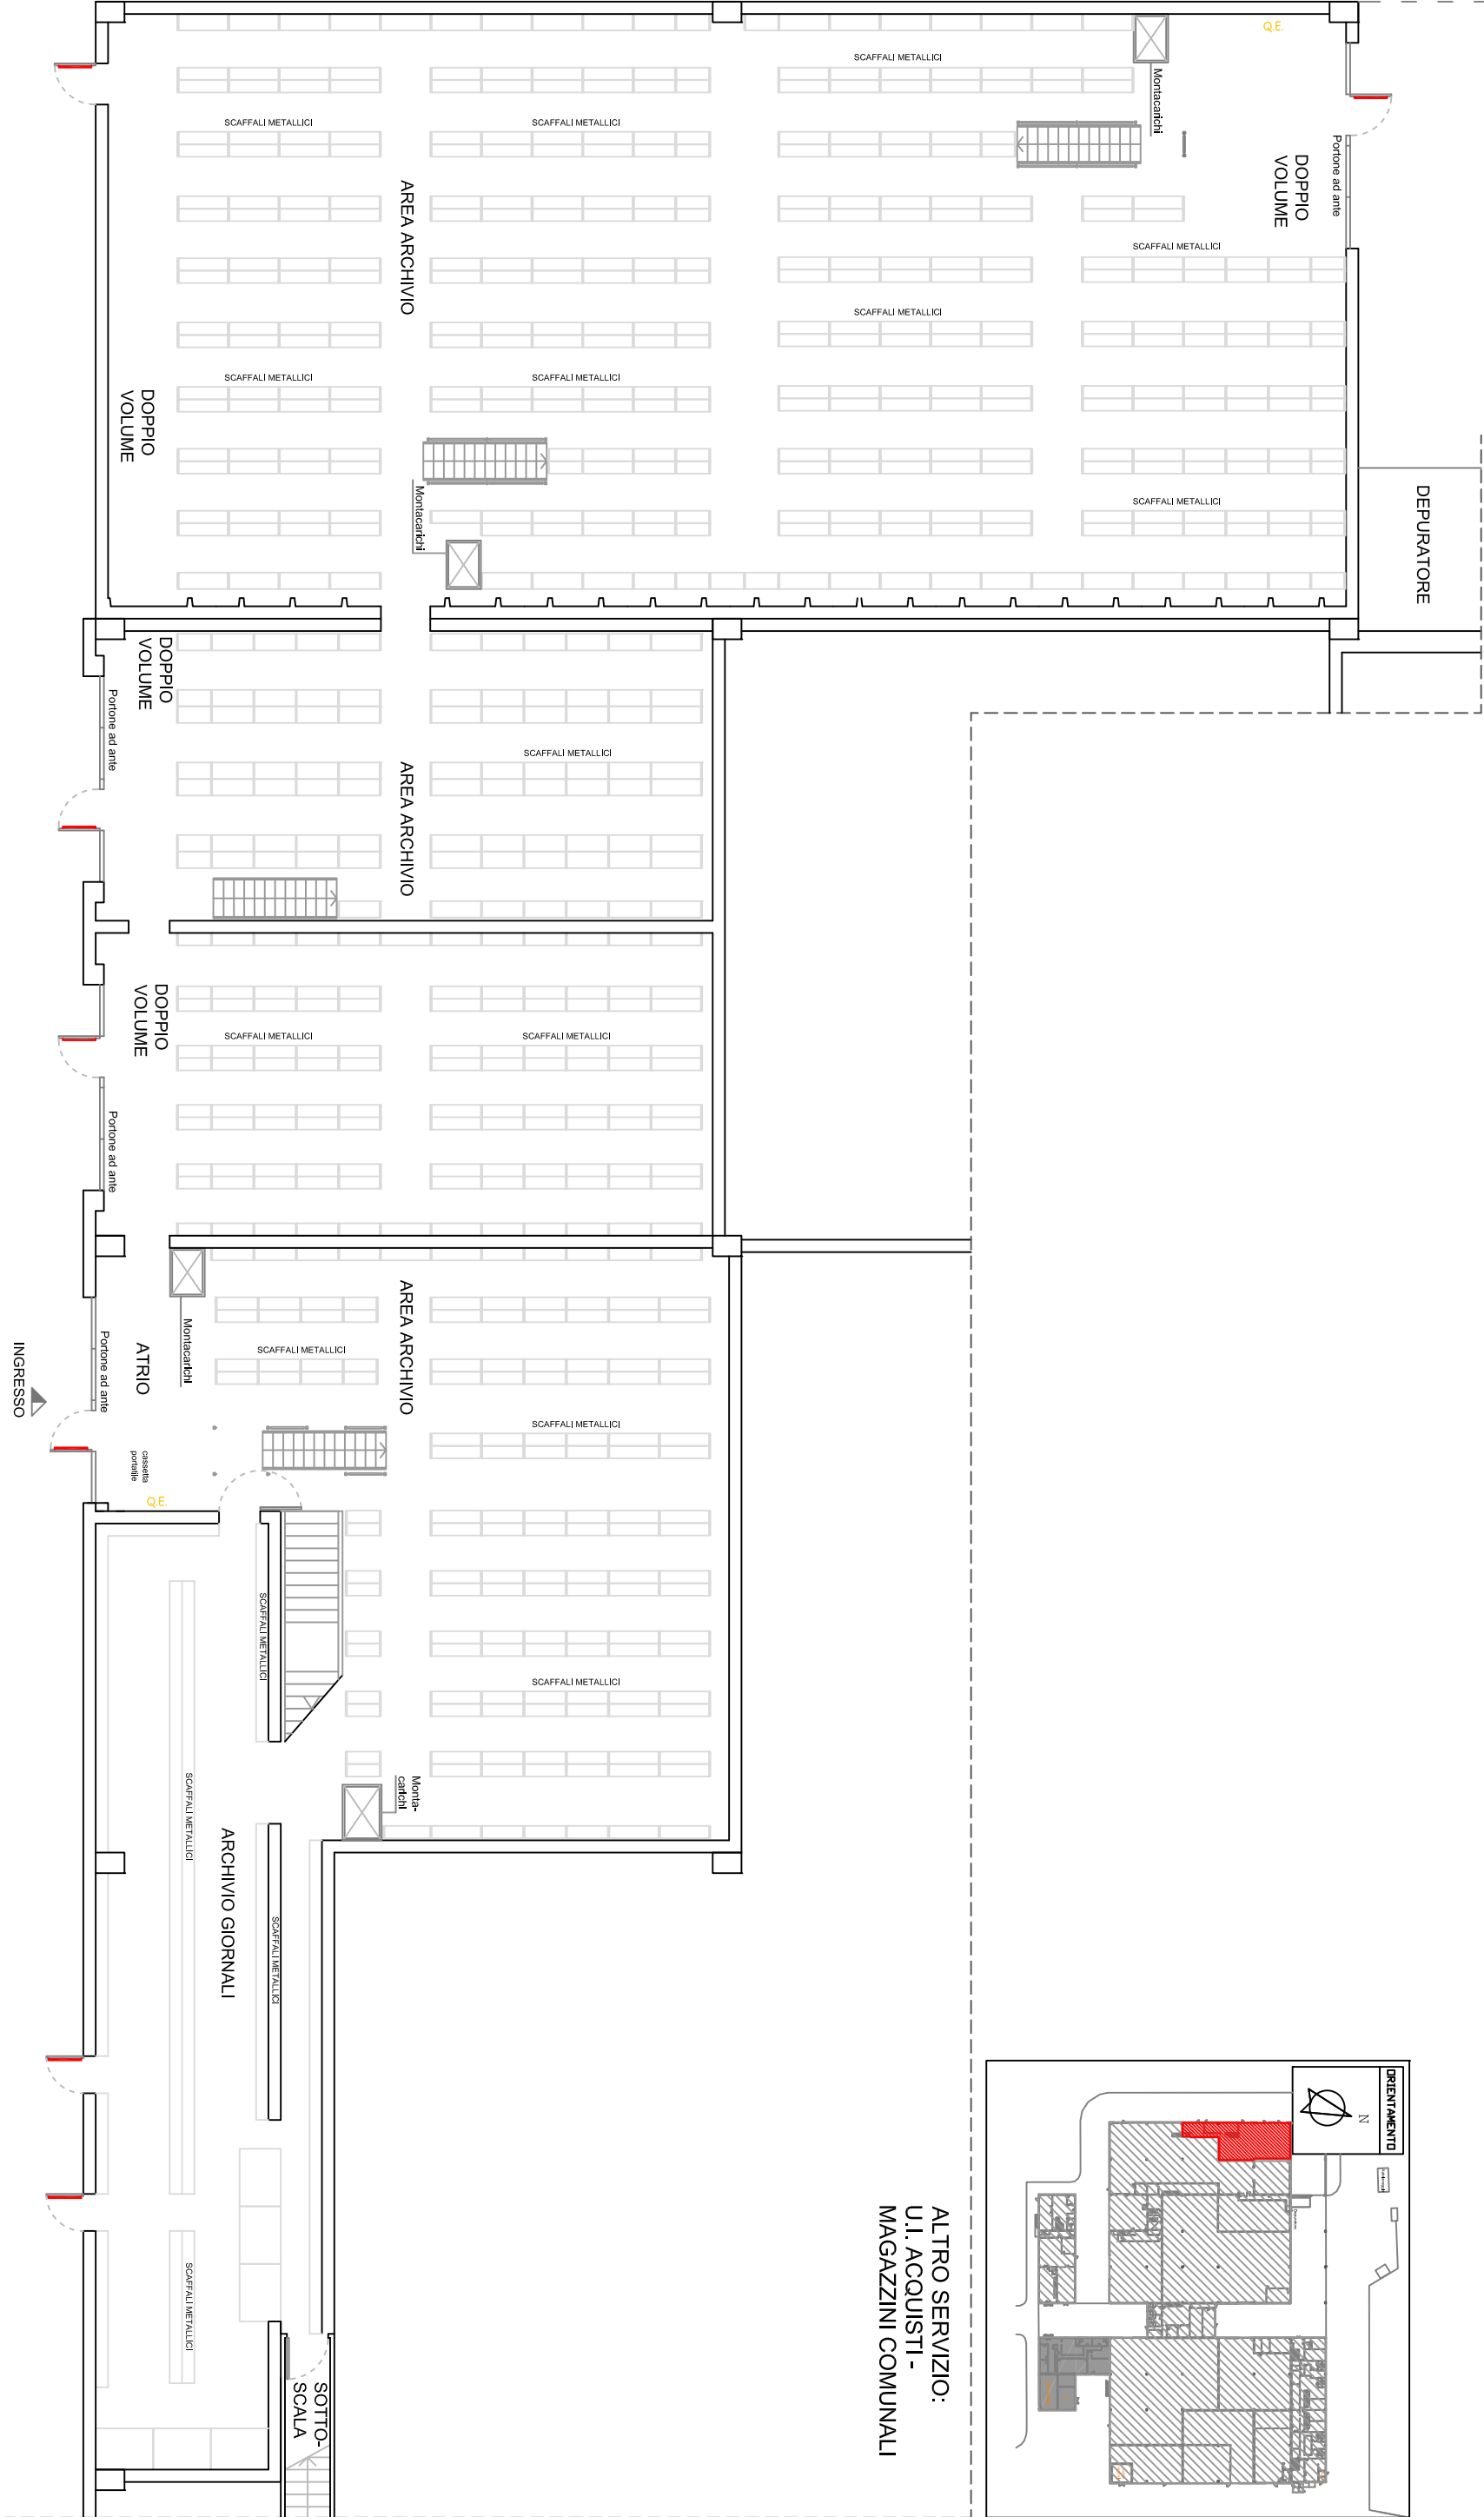 Q.E.
SCAFFALI METALLICI
Montacarichi
SCAFFALI METALLICI
SCAFFALI METALLICI
Portone ad ante
DOPPIO
VOLUME
AREA ARCHIVIO
SCAFFALI METALLICI
SCAFFALI METALLICI
SCAFFALI METALLICI
SCAFFALI METALLICI
DOPPIO
VOLUME
Montacarichi
SCAFFALI METALLICI
DEPURATORE
DOPPIO
VOLUME
Portone ad ante
SCAFFALI METALLICI
AREA ARCHIVIO
DOPPIO
VOLUME
SCAFFALI METALLICI
SCAFFALI METALLICI
Portone ad ante
AREA ARCHIVIO
Montacarichi
SCAFFALI METALLICI
Portone ad ante
ATRIO
INGRESSO
SCAFFALI METALLICI
cassetta
portatile
Q.E.
SCAFFALI METALLICI
SCAFFALI METALLICI
SCAFFALI METALLICI
Monta-
carichi
ARCHIVIO GIORNALI
SCAFFALI METALLICI
SCAFFALI METALLICI
SOTTO-
SCALA
ORIENTAMENTO
N
ALTRO SERVIZIO:
U.I. ACQUISTI -
MAGAZZINI COMUNALI